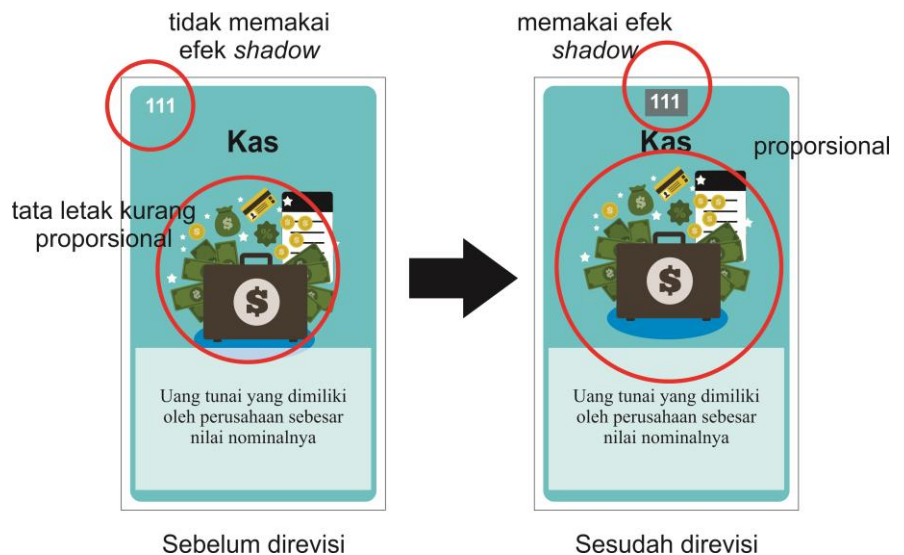 tidak memakai
efek shadow
memakai efek
shadow
111
Kas
tata letak kurang
proporsional
$
$
Uang tunai yang dimiliki
oleh perusahaan sebesar
nilai nominalnya
Sebelum direvisi
111
Kas
proporsional
$
$
Uang tunai yang dimiliki
oleh perusahaan sebesar
nilai nominalnya
Sesudah direvisi